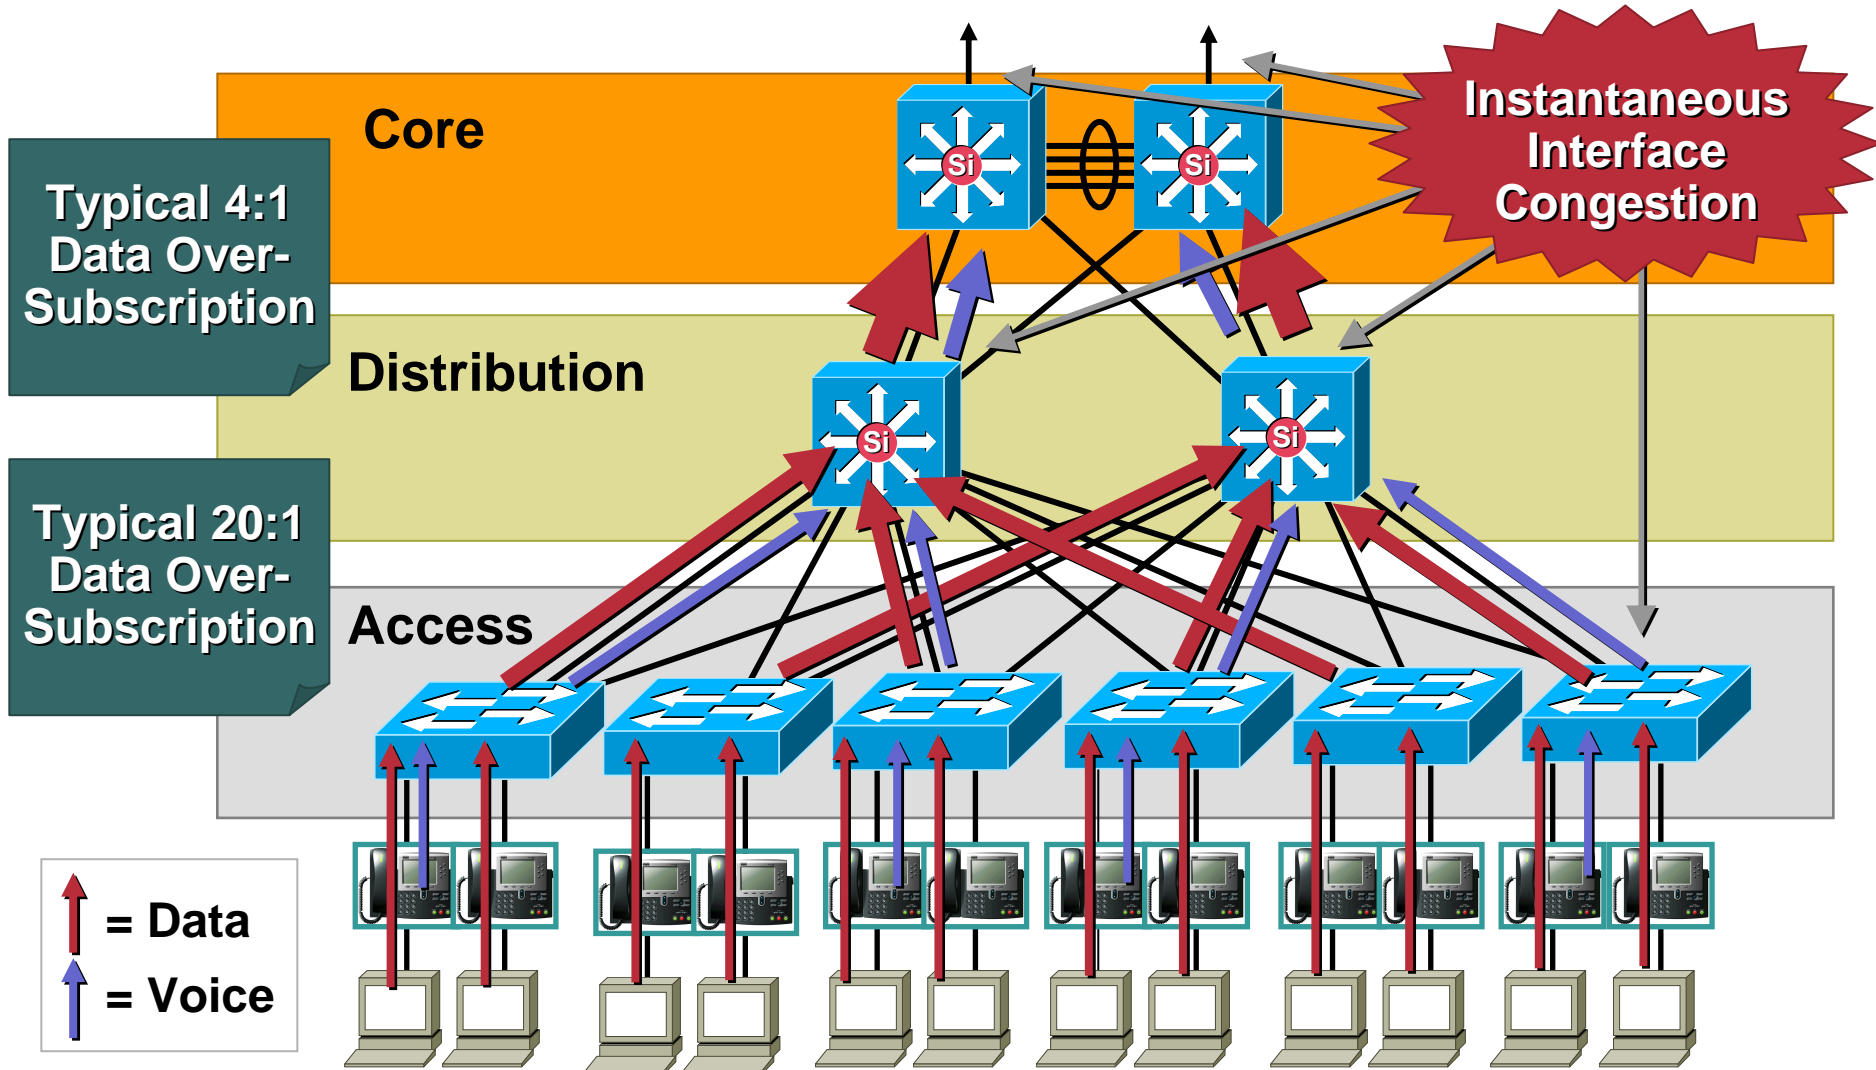 Core
Instantaneous
Interface
Congestion
Si
Si
Typical 4:1
Data Over-
Subscription
Distribution
Si
Si
Typical 20:1
Data Over-
Subscription
Access
= Data
= Voice